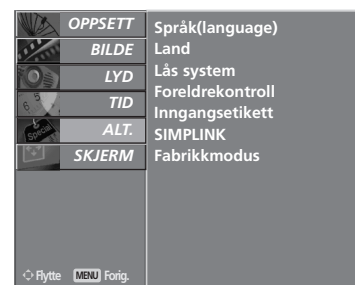 OPPSETT
BILDE
LYD
TID
ALT.
SKJERM
Språk(language)
Land
Lås system
Foreldrekontroll
Inngangsetikett
SIMPLINK
Fabrikkmodus
Flytte MENU Forig.